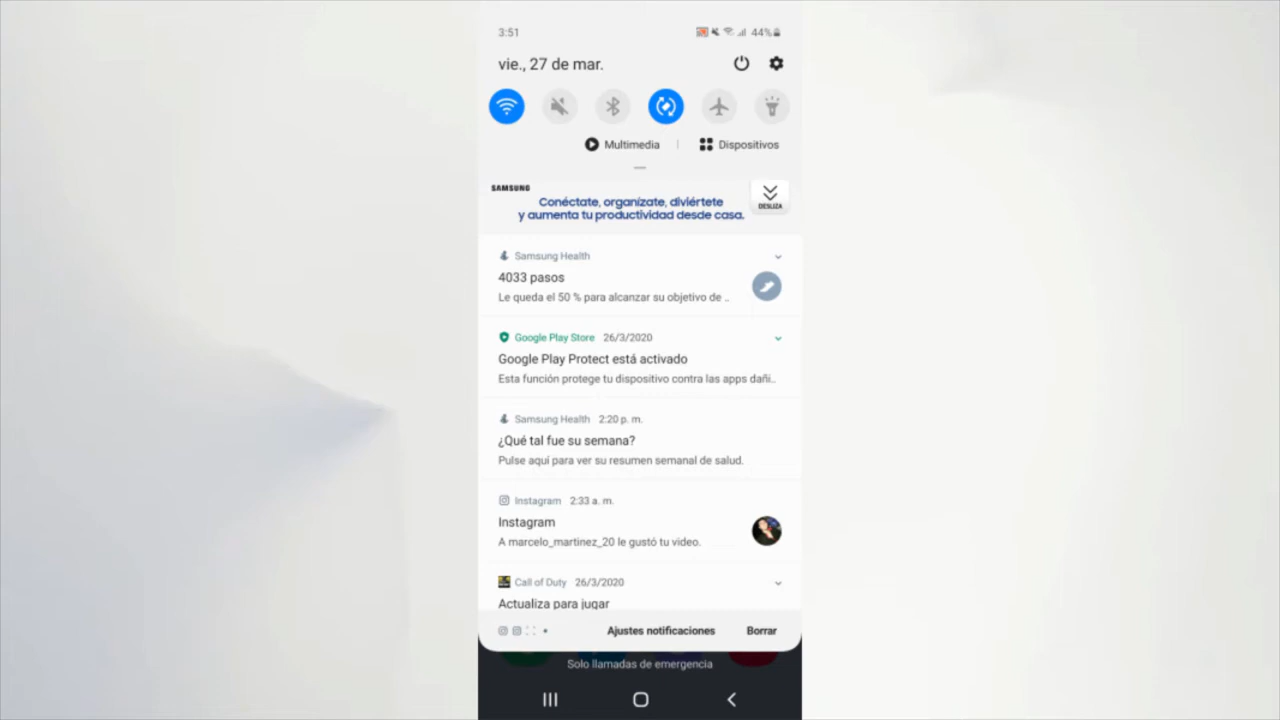 3:51
44%
vie., 27 de mar.
Multimedia | Dispositivos
SAMSUNG
Conéctate, organízate, diviértete
y aumenta tu productividad desde casa.
DESLIZA
Samsung Health
4033 pasos
Le queda el 50 % para alcanzar su objetivo de ..
Google Play Store 26/3/2020
Google Play Protect está activado
Esta función protege tu dispositivo contra las apps dañi..
Samsung Health 2:20 p. m.
¿Qué tal fue su semana?
Pulse aquí para ver su resumen semanal de salud.
Instagram 2:33 a. m.
Instagram
A marcelo_martinez_20 le gustó tu video.
Call of Duty 26/3/2020
Actualiza para jugar
Ajustes notificaciones Borrar
Solo llamadas de emergencia